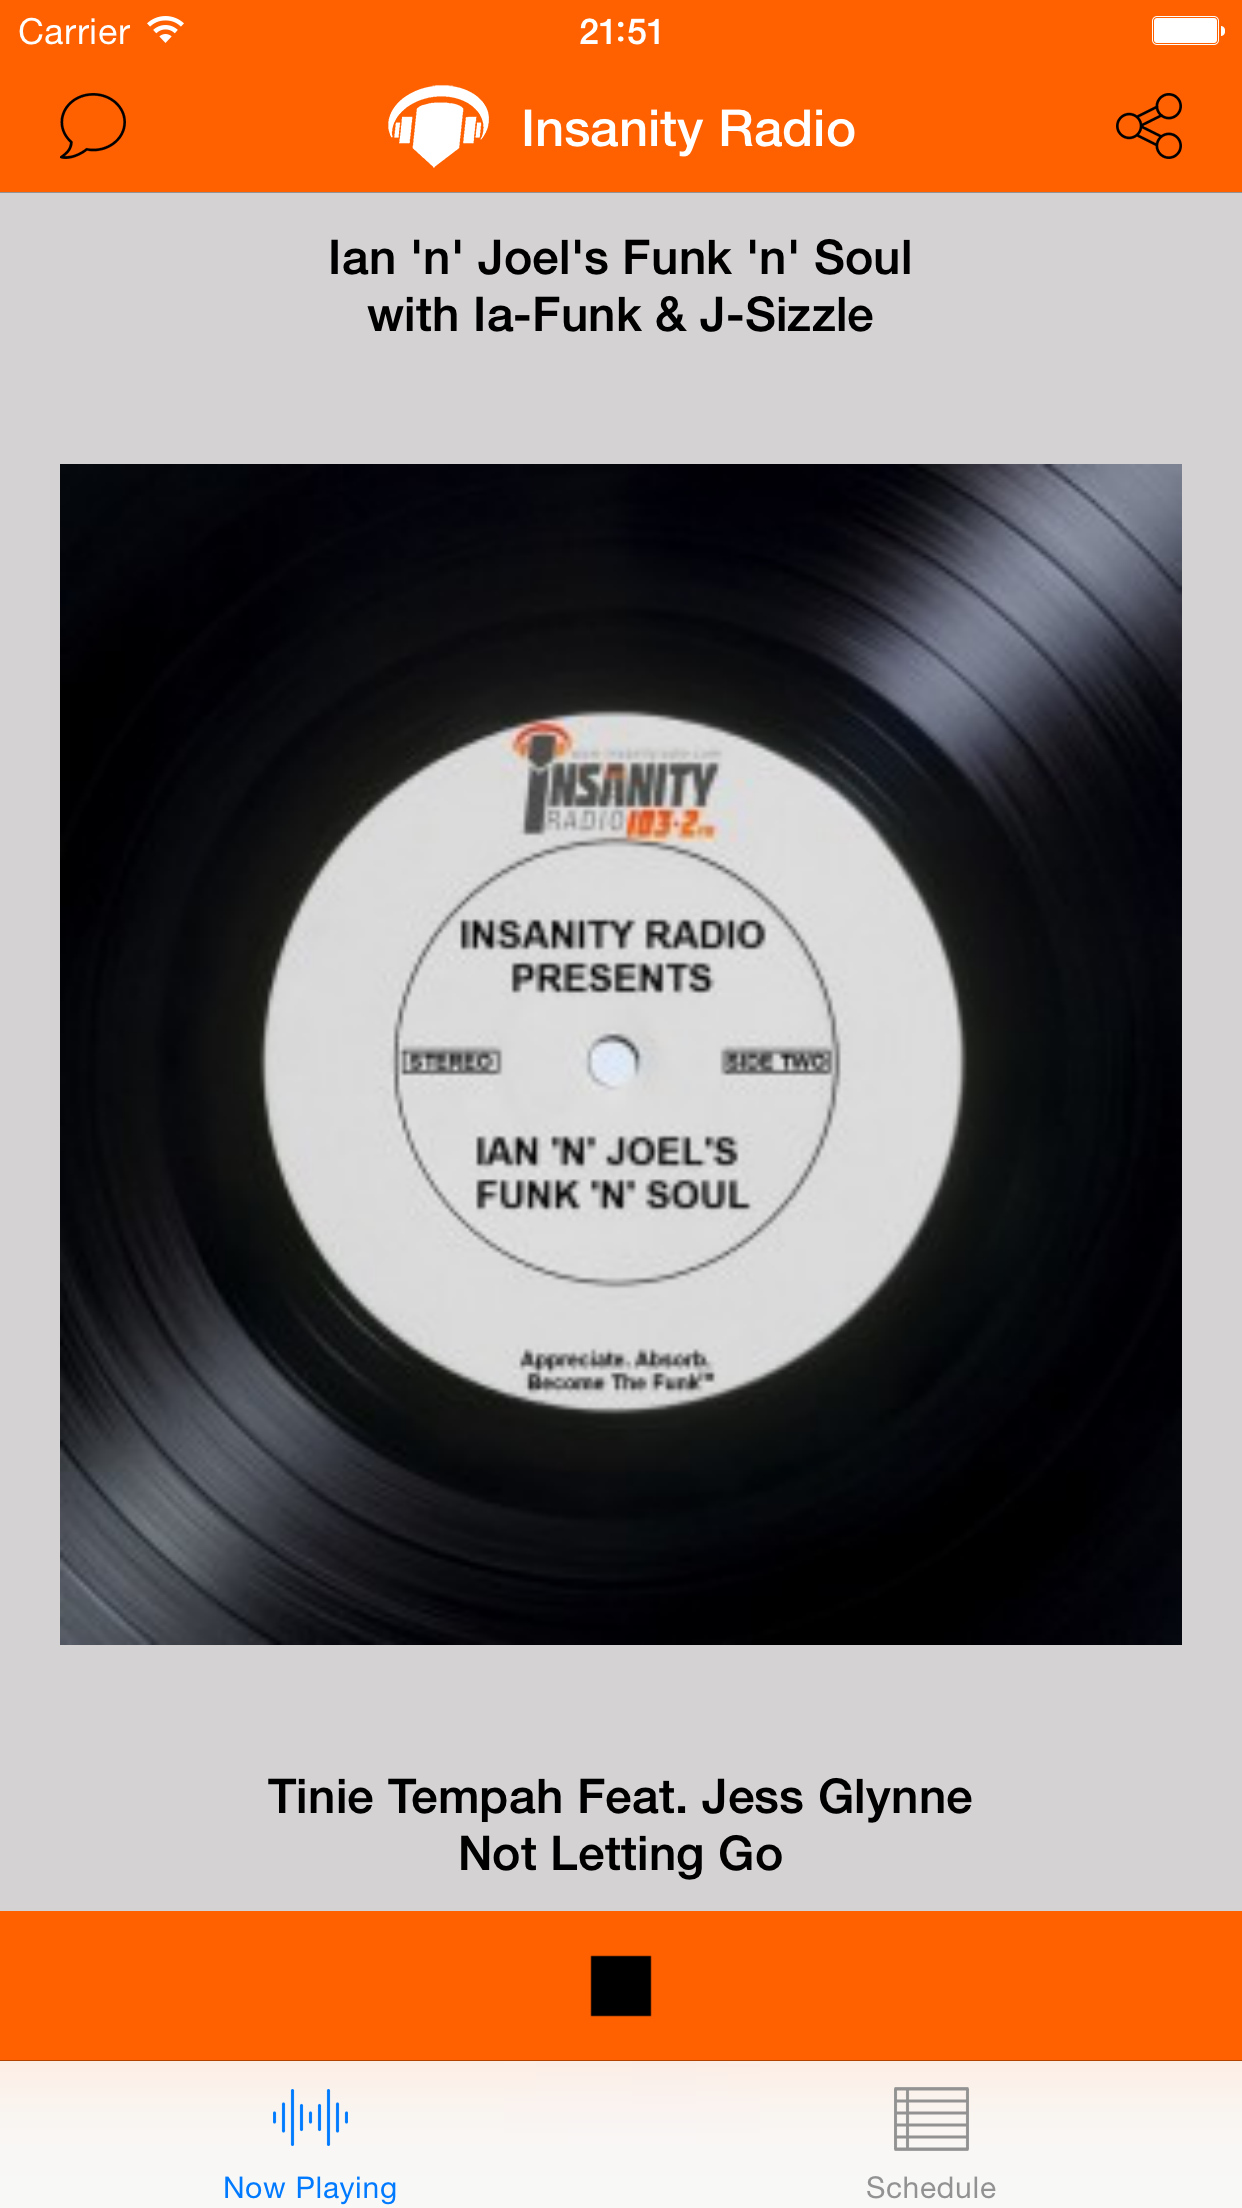 Carrier
21:51
Insanity Radio
Ian 'n' Joel's Funk 'n' Soul
with Ia-Funk & J-Sizzle
INSANITY
RADIO 103.2
INSANITY RADIO
PRESENTS
STEREO
SIDE TWO
IAN 'N' JOEL'S
FUNK 'N' SOUL
Appreciate. Absorb.
Become The Funk™
Tinie Tempah Feat. Jess Glynne
Not Letting Go
Now Playing
Schedule